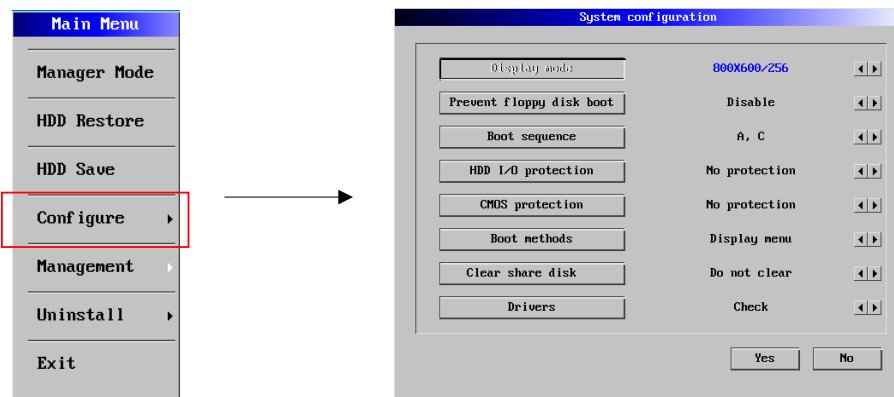 Main Menu
Manager Mode
HDD Restore
HDD Save
Configure
Management
Uninstall
Exit
System configuration
Display mode 800X600/256
Prevent floppy disk boot Disable
Boot sequence A, C
HDD I/O protection No protection
CMOS protection No protection
Boot methods Display menu
Clear share disk Do not clear
Drivers Check
Yes No